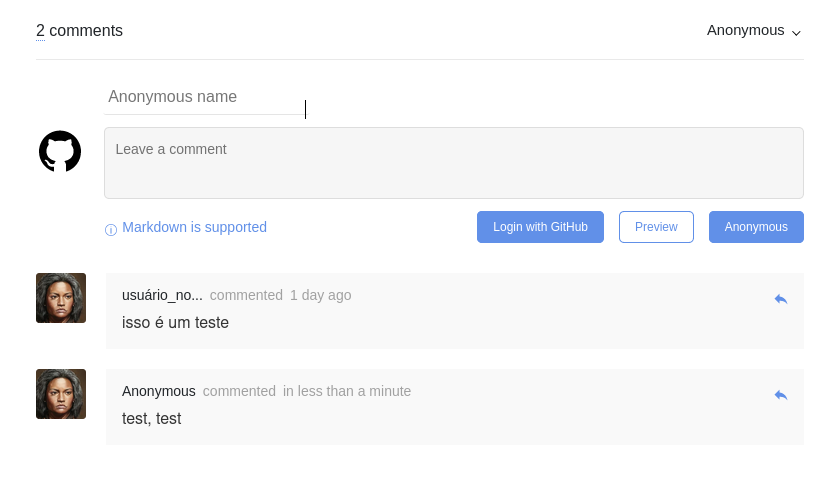 2 comments
Anonymous
Anonymous name
Leave a comment
Markdown is supported
Login with GitHub
Preview
Anonymous
usuário_no... commented 1 day ago
isso é um teste
Anonymous commented in less than a minute
test, test